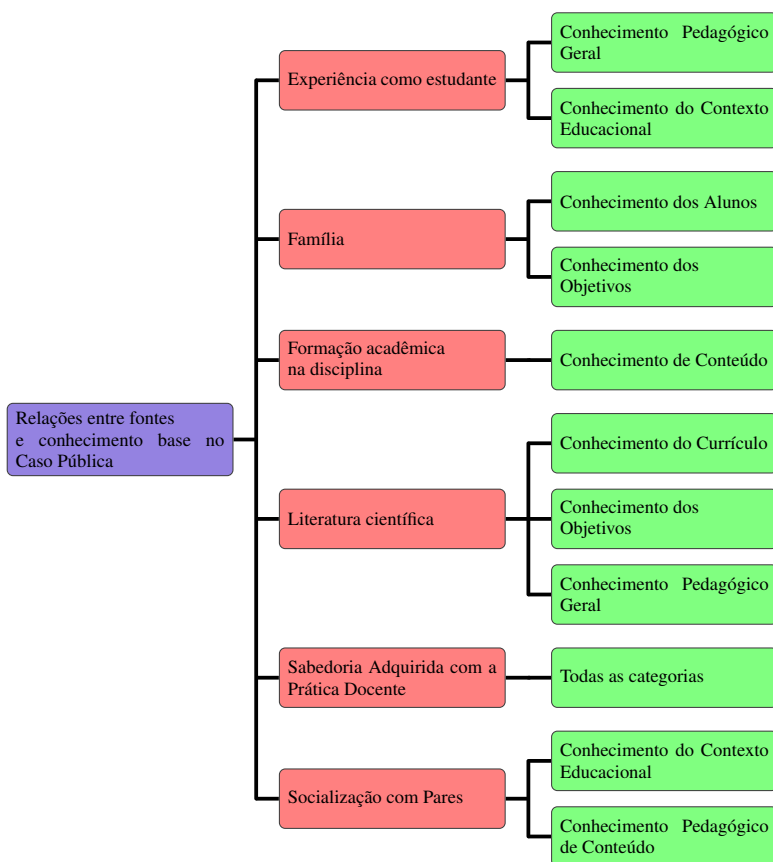 Relações entre fontes
e conhecimento base no
Caso Pública
Experiência como estudante
Conhecimento Pedagógico
Geral
Conhecimento do Contexto
Educacional
Família
Conhecimento dos Alunos
Conhecimento dos
Objetivos
Formação acadêmica
na disciplina
Conhecimento de Conteúdo
Literatura científica
Conhecimento do Currículo
Conhecimento dos
Objetivos
Conhecimento Pedagógico
Geral
Sabedoria Adquirida com a
Prática Docente
Todas as categorias
Socialização com Pares
Conhecimento do Contexto
Educacional
Conhecimento Pedagógico
de Conteúdo